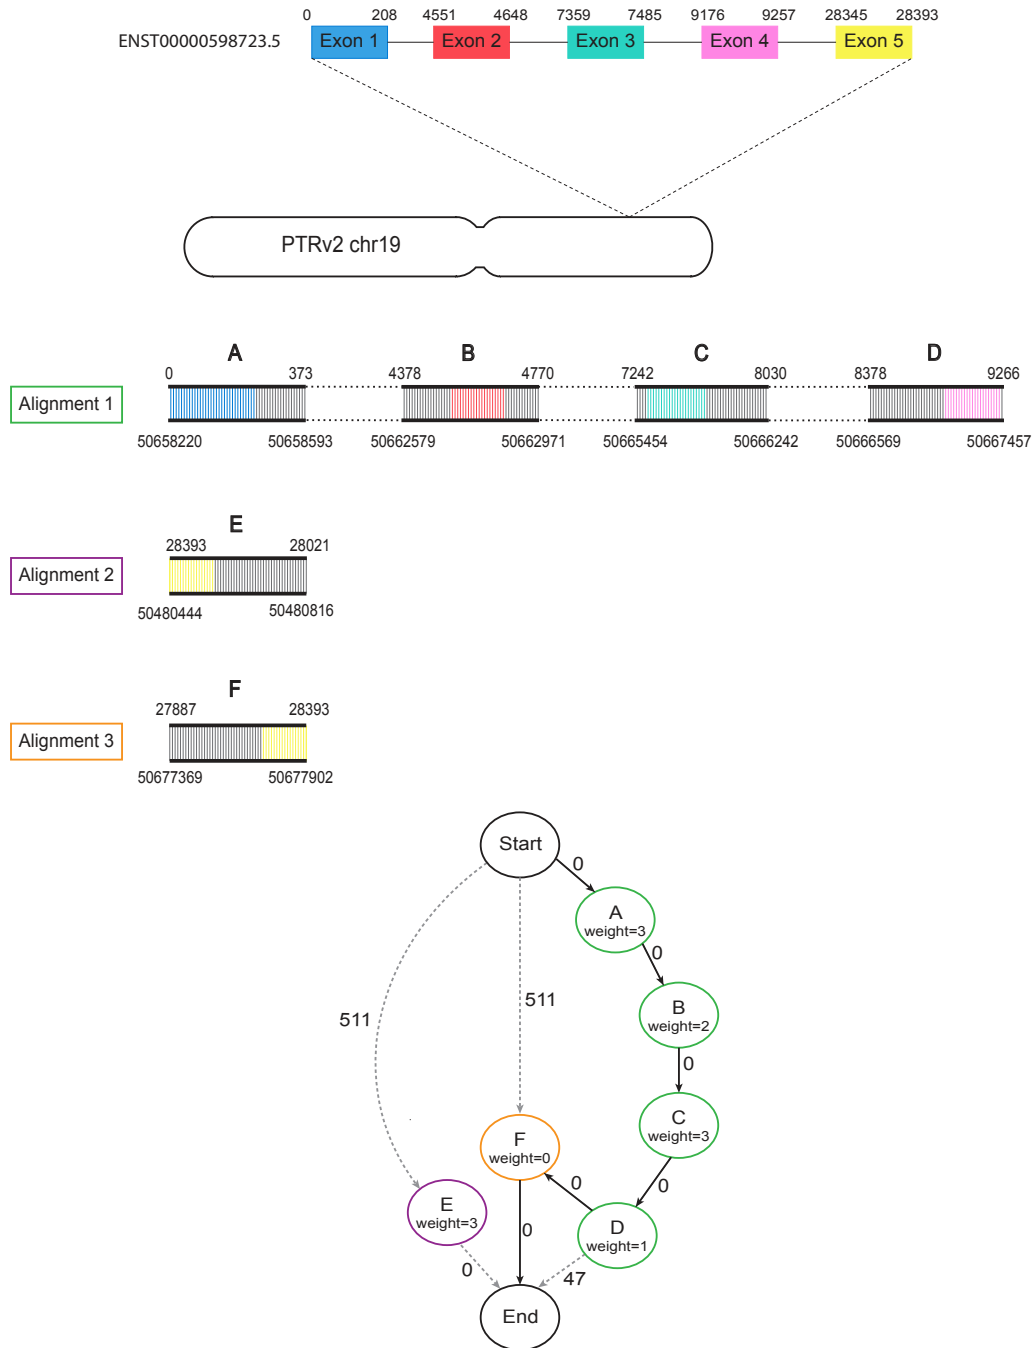 0 208 4551 4648 7359 7485 9176 9257 28345 28393
ENST00000598723.5 Exon 1 Exon 2 Exon 3 Exon 4 Exon 5
PTRv2 chr19
A B C D
0 373 4378 4770 7242 8030 8378 9266
Alignment 1
50658220 50658593 50662579 50662971 50665454 50666242 50666569 50667457
E
28393 28021
Alignment 2
50480444 50480816
F
27887 28393
Alignment 3
50677369 50677902
Start
0
A
weight=3
0
511
511
B
weight=2
0
C
weight=3
F
weight=0
0
0
E
weight=3
D
weight=1
0
0
47
End